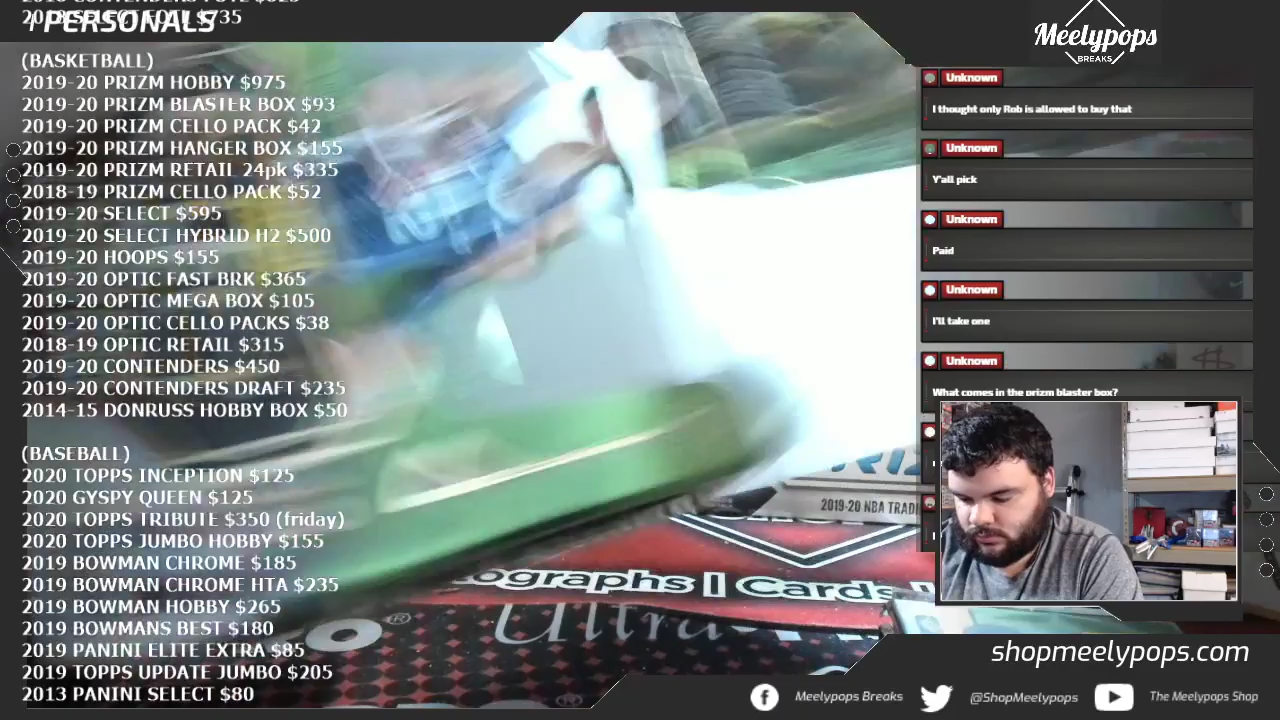 PERSONALS
2018 SELECT FOTL $735
(BASKETBALL)
2019-20 PRIZM HOBBY $975
2019-20 PRIZM BLASTER BOX $93
2019-20 PRIZM CELLO PACK $42
2019-20 PRIZM HANGER BOX $155
2019-20 PRIZM RETAIL 24pk $335
2018-19 PRIZM CELLO PACK $52
2019-20 SELECT $595
2019-20 SELECT HYBRID H2 $500
2019-20 HOOPS $155
2019-20 OPTIC FAST BRK $365
2019-20 OPTIC MEGA BOX $105
2019-20 OPTIC CELLO PACKS $38
2018-19 OPTIC RETAIL $315
2019-20 CONTENDERS $450
2019-20 CONTENDERS DRAFT $235
2014-15 DONRUSS HOBBY BOX $50
(BASEBALL)
2020 TOPPS INCEPTION $125
2020 GYSPY QUEEN $125
2020 TOPPS TRIBUTE $350 (friday)
2020 TOPPS JUMBO HOBBY $155
2019 BOWMAN CHROME $185
2019 BOWMAN CHROME HTA $235
2019 BOWMAN HOBBY $265
2019 BOWMANS BEST $180
2019 PANINI ELITE EXTRA $85
2019 TOPPS UPDATE JUMBO $205
2013 PANINI SELECT $80
2019-20 NBA TRADI
ographs | Cards
Ultra
Meelypops
BREAKS
Unknown
I thought only Rob is allowed to buy that
Unknown
Y'all pick
Unknown
Paid
Unknown
I'll take one
Unknown
What comes in the prizm blaster box?
shopmeelypops.com
Meelypops Breaks
@ShopMeelypops
The Meelypops Shop